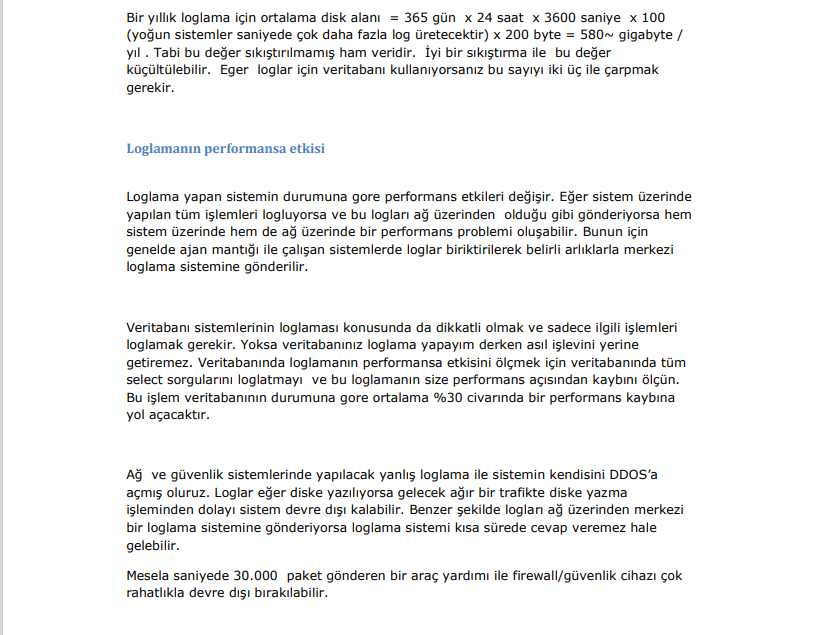 Bir yıllık loglama için ortalama disk alanı  = 365 gün  x 24 saat  x 3600 saniye  x 100
(yoğun sistemler saniyede çok daha fazla log üretecektir) x 200 byte = 580~ gigabyte /
yıl . Tabi bu değer sıkıştırılmamış ham veridir.  İyi bir sıkıştırma ile  bu değer
küçültülebilir.  Eger  loglar için veritabanı kullanıyorsanız bu sayıyı iki üç ile çarpmak
gerekir.
Loglamanın performansa etkisi
Loglama yapan sistemin durumuna gore performans etkileri değişir. Eğer sistem üzerinde
yapılan tüm işlemleri logluyorsa ve bu logları ağ üzerinden  olduğu gibi gönderiyorsa hem
sistem üzerinde hem de ağ üzerinde bir performans problemi oluşabilir. Bunun için
genelde ajan mantığı ile çalışan sistemlerde loglar biriktirilerek belirli arlıklarla merkezi
loglama sistemine gönderilir.
Veritabanı sistemlerinin loglaması konusunda da dikkatli olmak ve sadece ilgili işlemleri
loglamak gerekir. Yoksa veritabanınız loglama yapayım derken asıl işlevini yerine
getiremez. Veritabanında loglamanın performansa etkisini ölçmek için veritabanında tüm
select sorgularını loglatmayı  ve bu loglamanın size performans açısından kaybını ölçün.
Bu işlem veritabanının durumuna gore ortalama %30 civarında bir performans kaybına
yol açacaktır.
Ağ  ve güvenlik sistemlerinde yapılacak yanlış loglama ile sistemin kendisini DDOS’a
açmış oluruz. Loglar eğer diske yazılıyorsa gelecek ağır bir trafikte diske yazma
işleminden dolayı sistem devre dışı kalabilir. Benzer şekilde logları ağ üzerinden merkezi
bir loglama sistemine gönderiyorsa loglama sistemi kısa sürede cevap veremez hale
gelebilir.
Mesela saniyede 30.000  paket gönderen bir araç yardımı ile firewall/güvenlik cihazı çok
rahatlıkla devre dışı bırakılabilir.